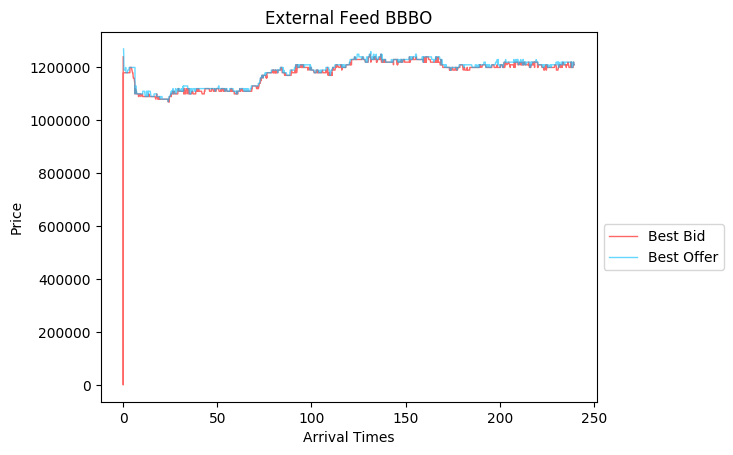 External Feed BBBO
1200000
1000000
800000
600000
400000
200000
0
Price
0 50 100 150 200 250
Arrival Times
Best Bid
Best Offer